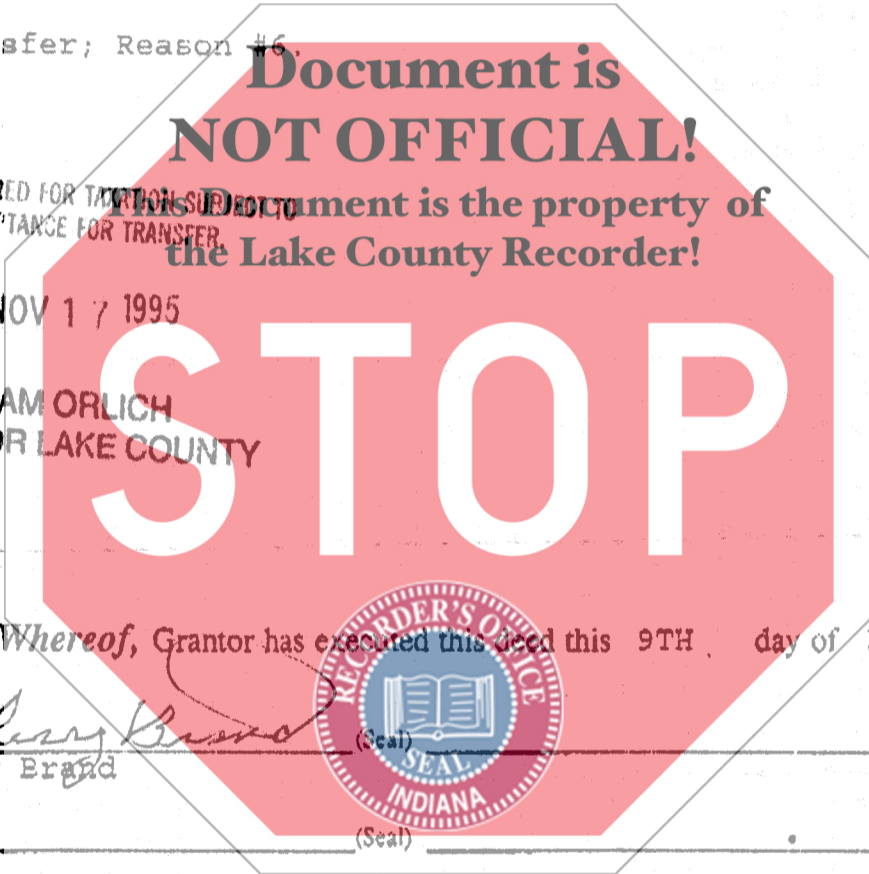 sfer; Reason #6.
Document is
NOT OFFICIAL!
ED FOR TAXATION SUBJECT TO
This Document is the property of
TANCE FOR TRANSFER.
the Lake County Recorder!
NOV 17 1995
STOP
AM ORLICH
R LAKE COUNTY
RECORDER'S OFFICE
Whereof, Grantor has executed this deed this 9TH day of
(Seal)
SEAL
Brand
INDIANA
(Seal)